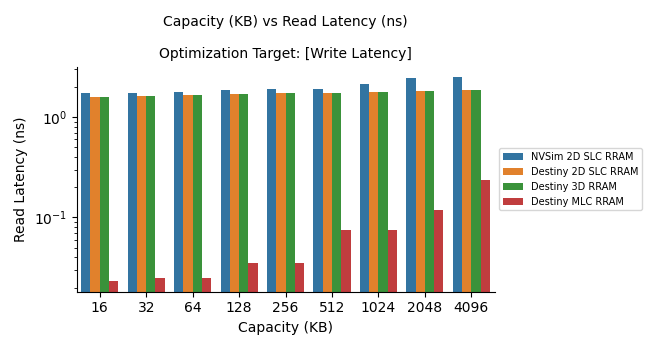 Capacity (KB) vs Read Latency (ns)
Optimization Target: [Write Latency]
Read Latency (ns)
10⁰
10⁻¹
NVSim 2D SLC RRAM
Destiny 2D SLC RRAM
Destiny 3D RRAM
Destiny MLC RRAM
16 32 64 128 256 512 1024 2048 4096
Capacity (KB)